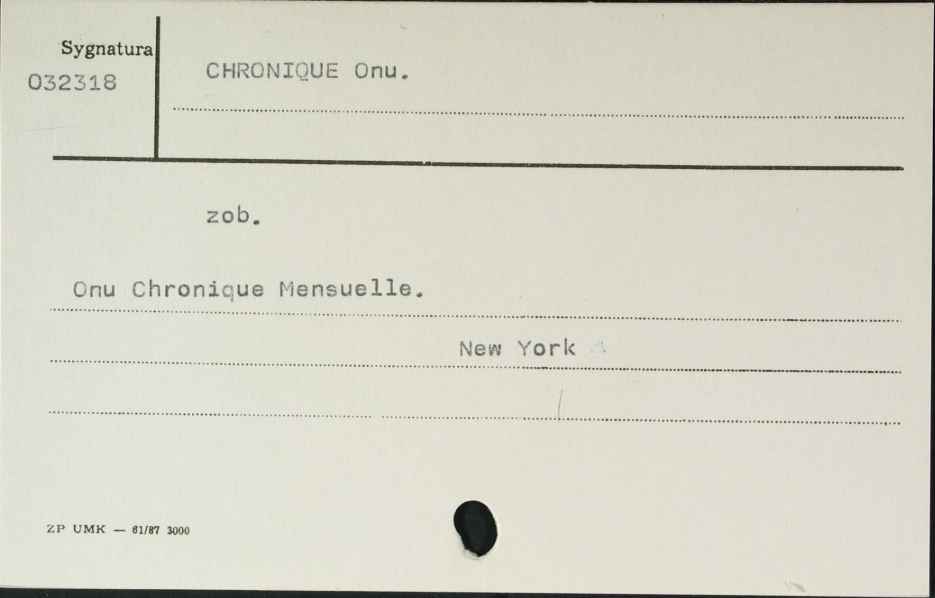 Sygnatura
032318
CHRONIQUE Onu.
zob.
Onu Chronique Mensuelle.
New York
ZP UMK — 61/87 3000